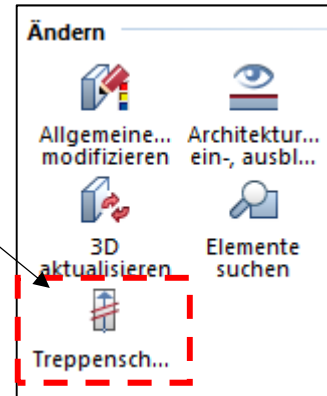 Ändern
Allgemeine... Architektur...
modifizieren ein-, ausbl...
3D Elemente
aktualisieren suchen
Treppensch...